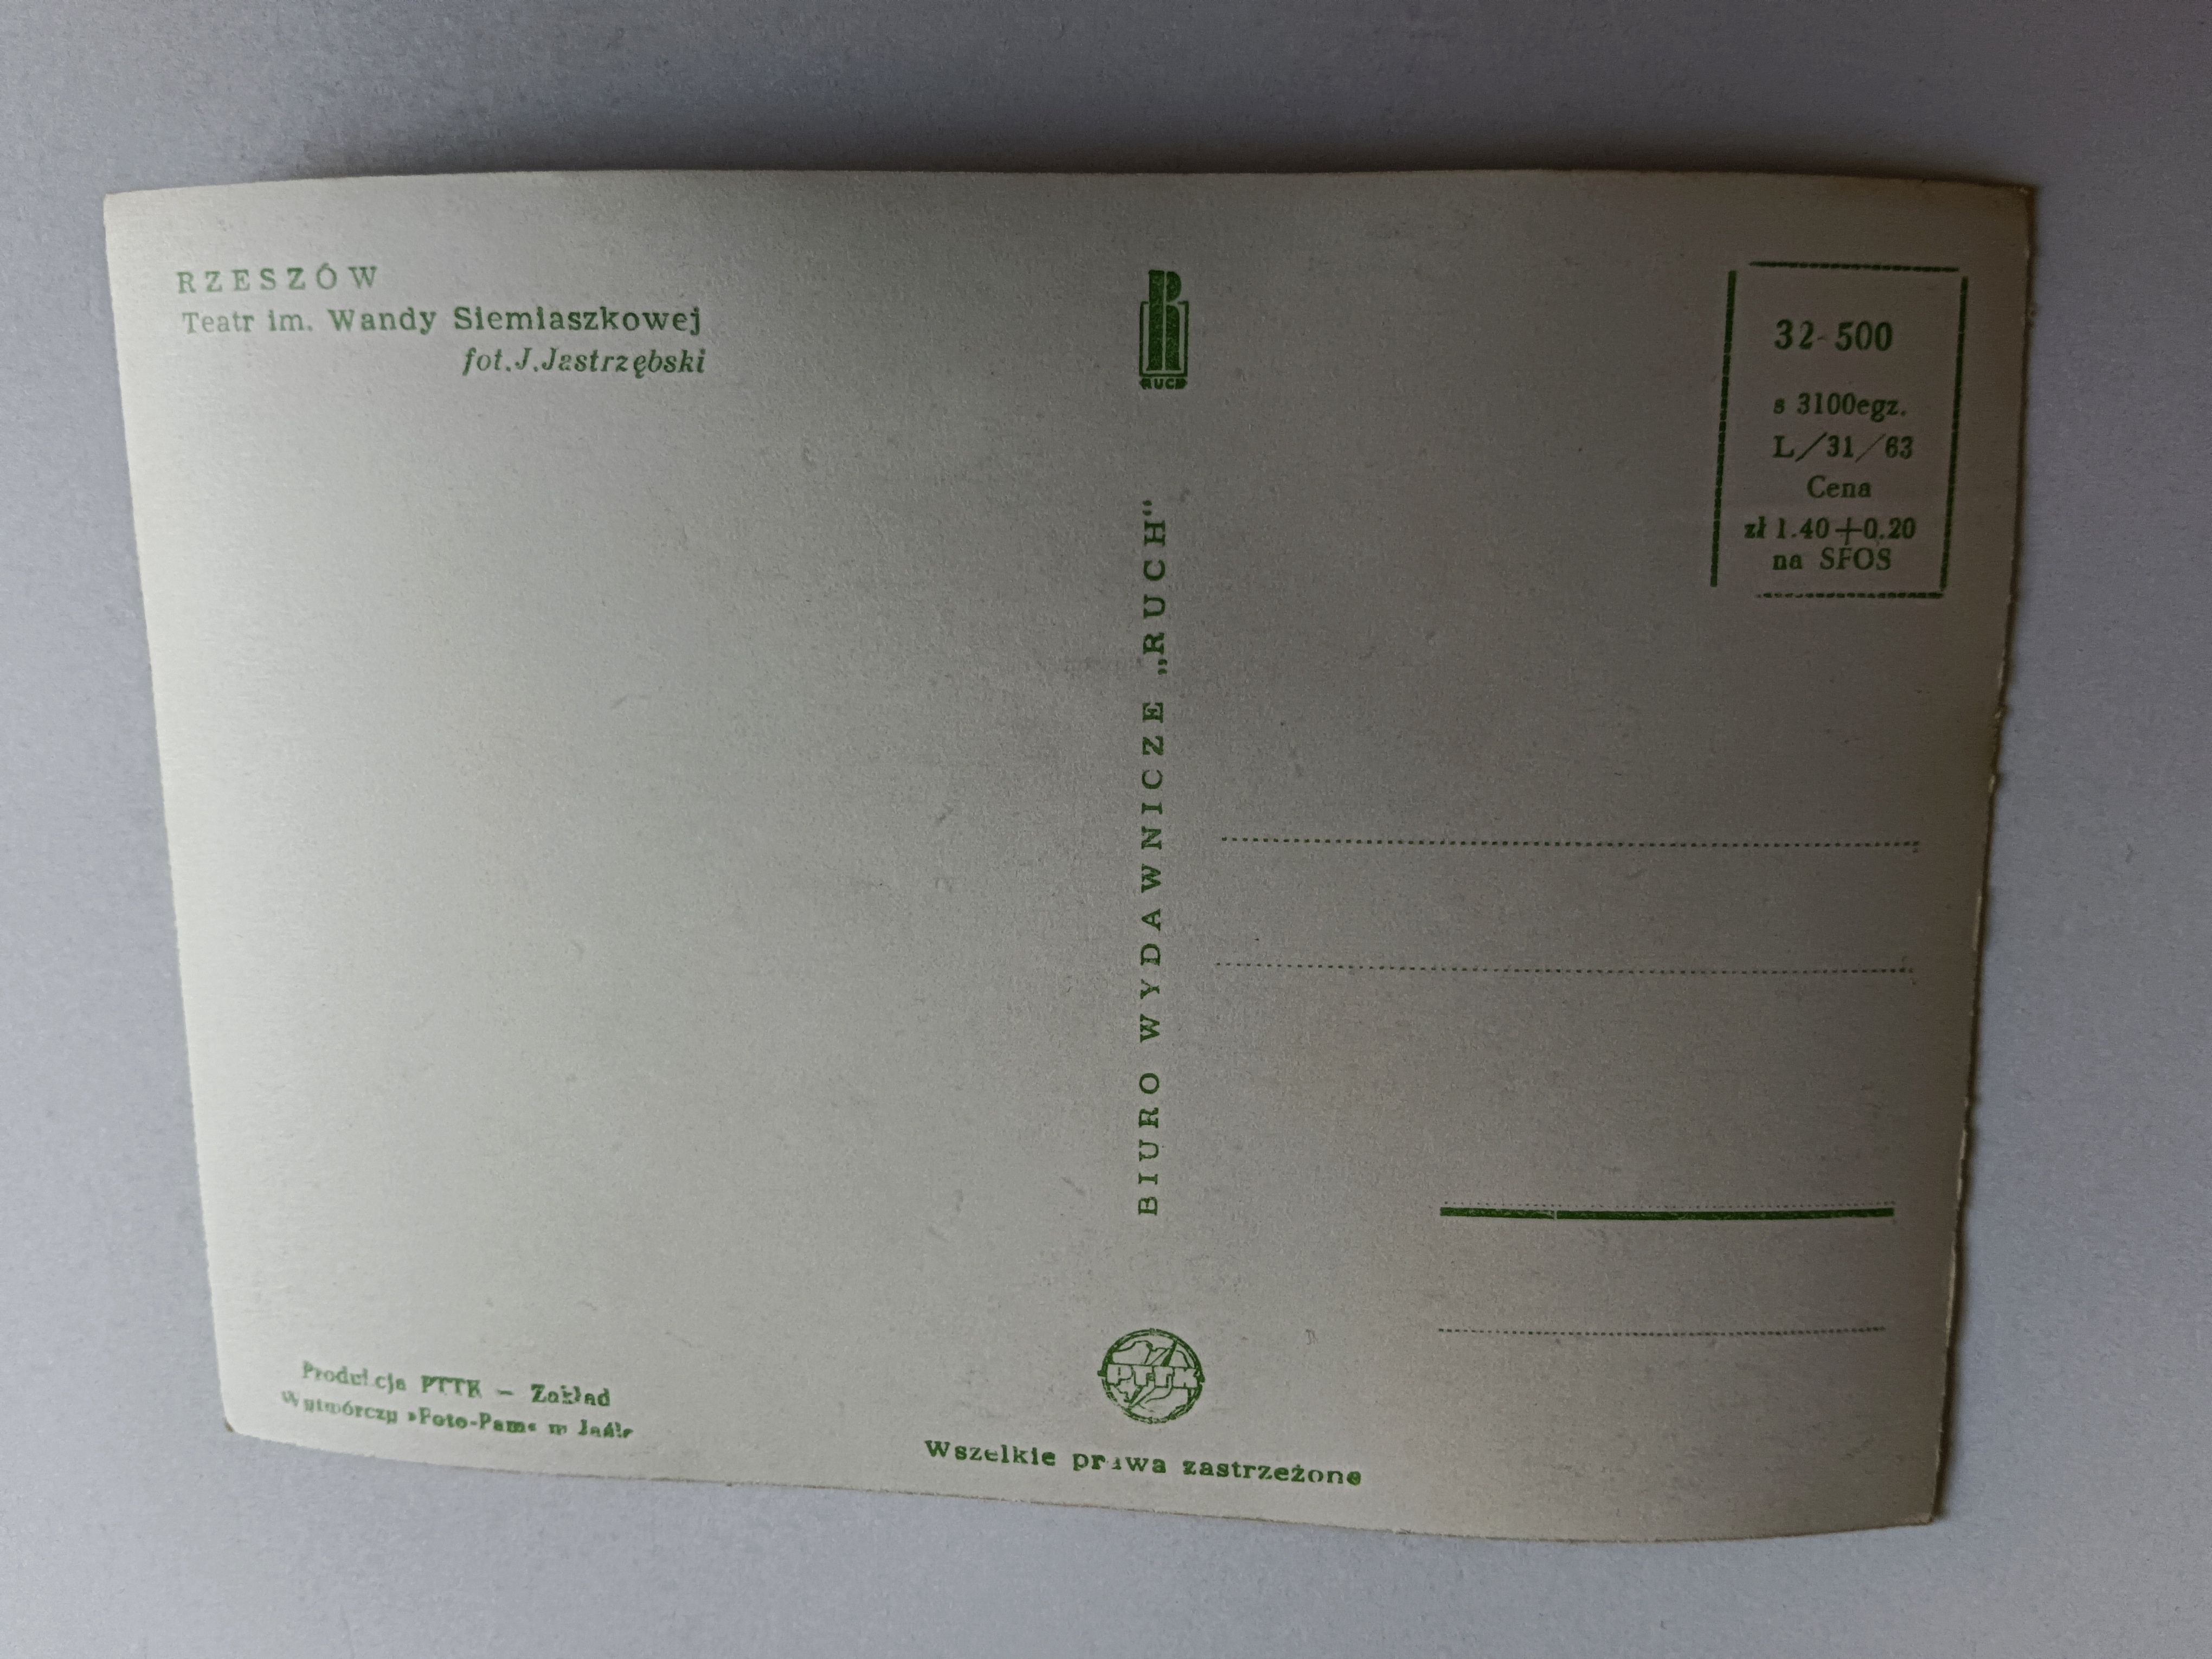 RZESZÓW
Teatr im. Wandy Siemiaszkowej
fot. J. Jastrzębski
RUCH
BIURO WYDAWNICZE „RUCH"
32-500
s 3100egz.
L/31/63
Cena
zł 1.40+0.20
na SFOS
Produkcja PTTK — Zakład
Wytwórczy »Foto-Pam« w Jaśle
PTTK
Wszelkie prawa zastrzeżone